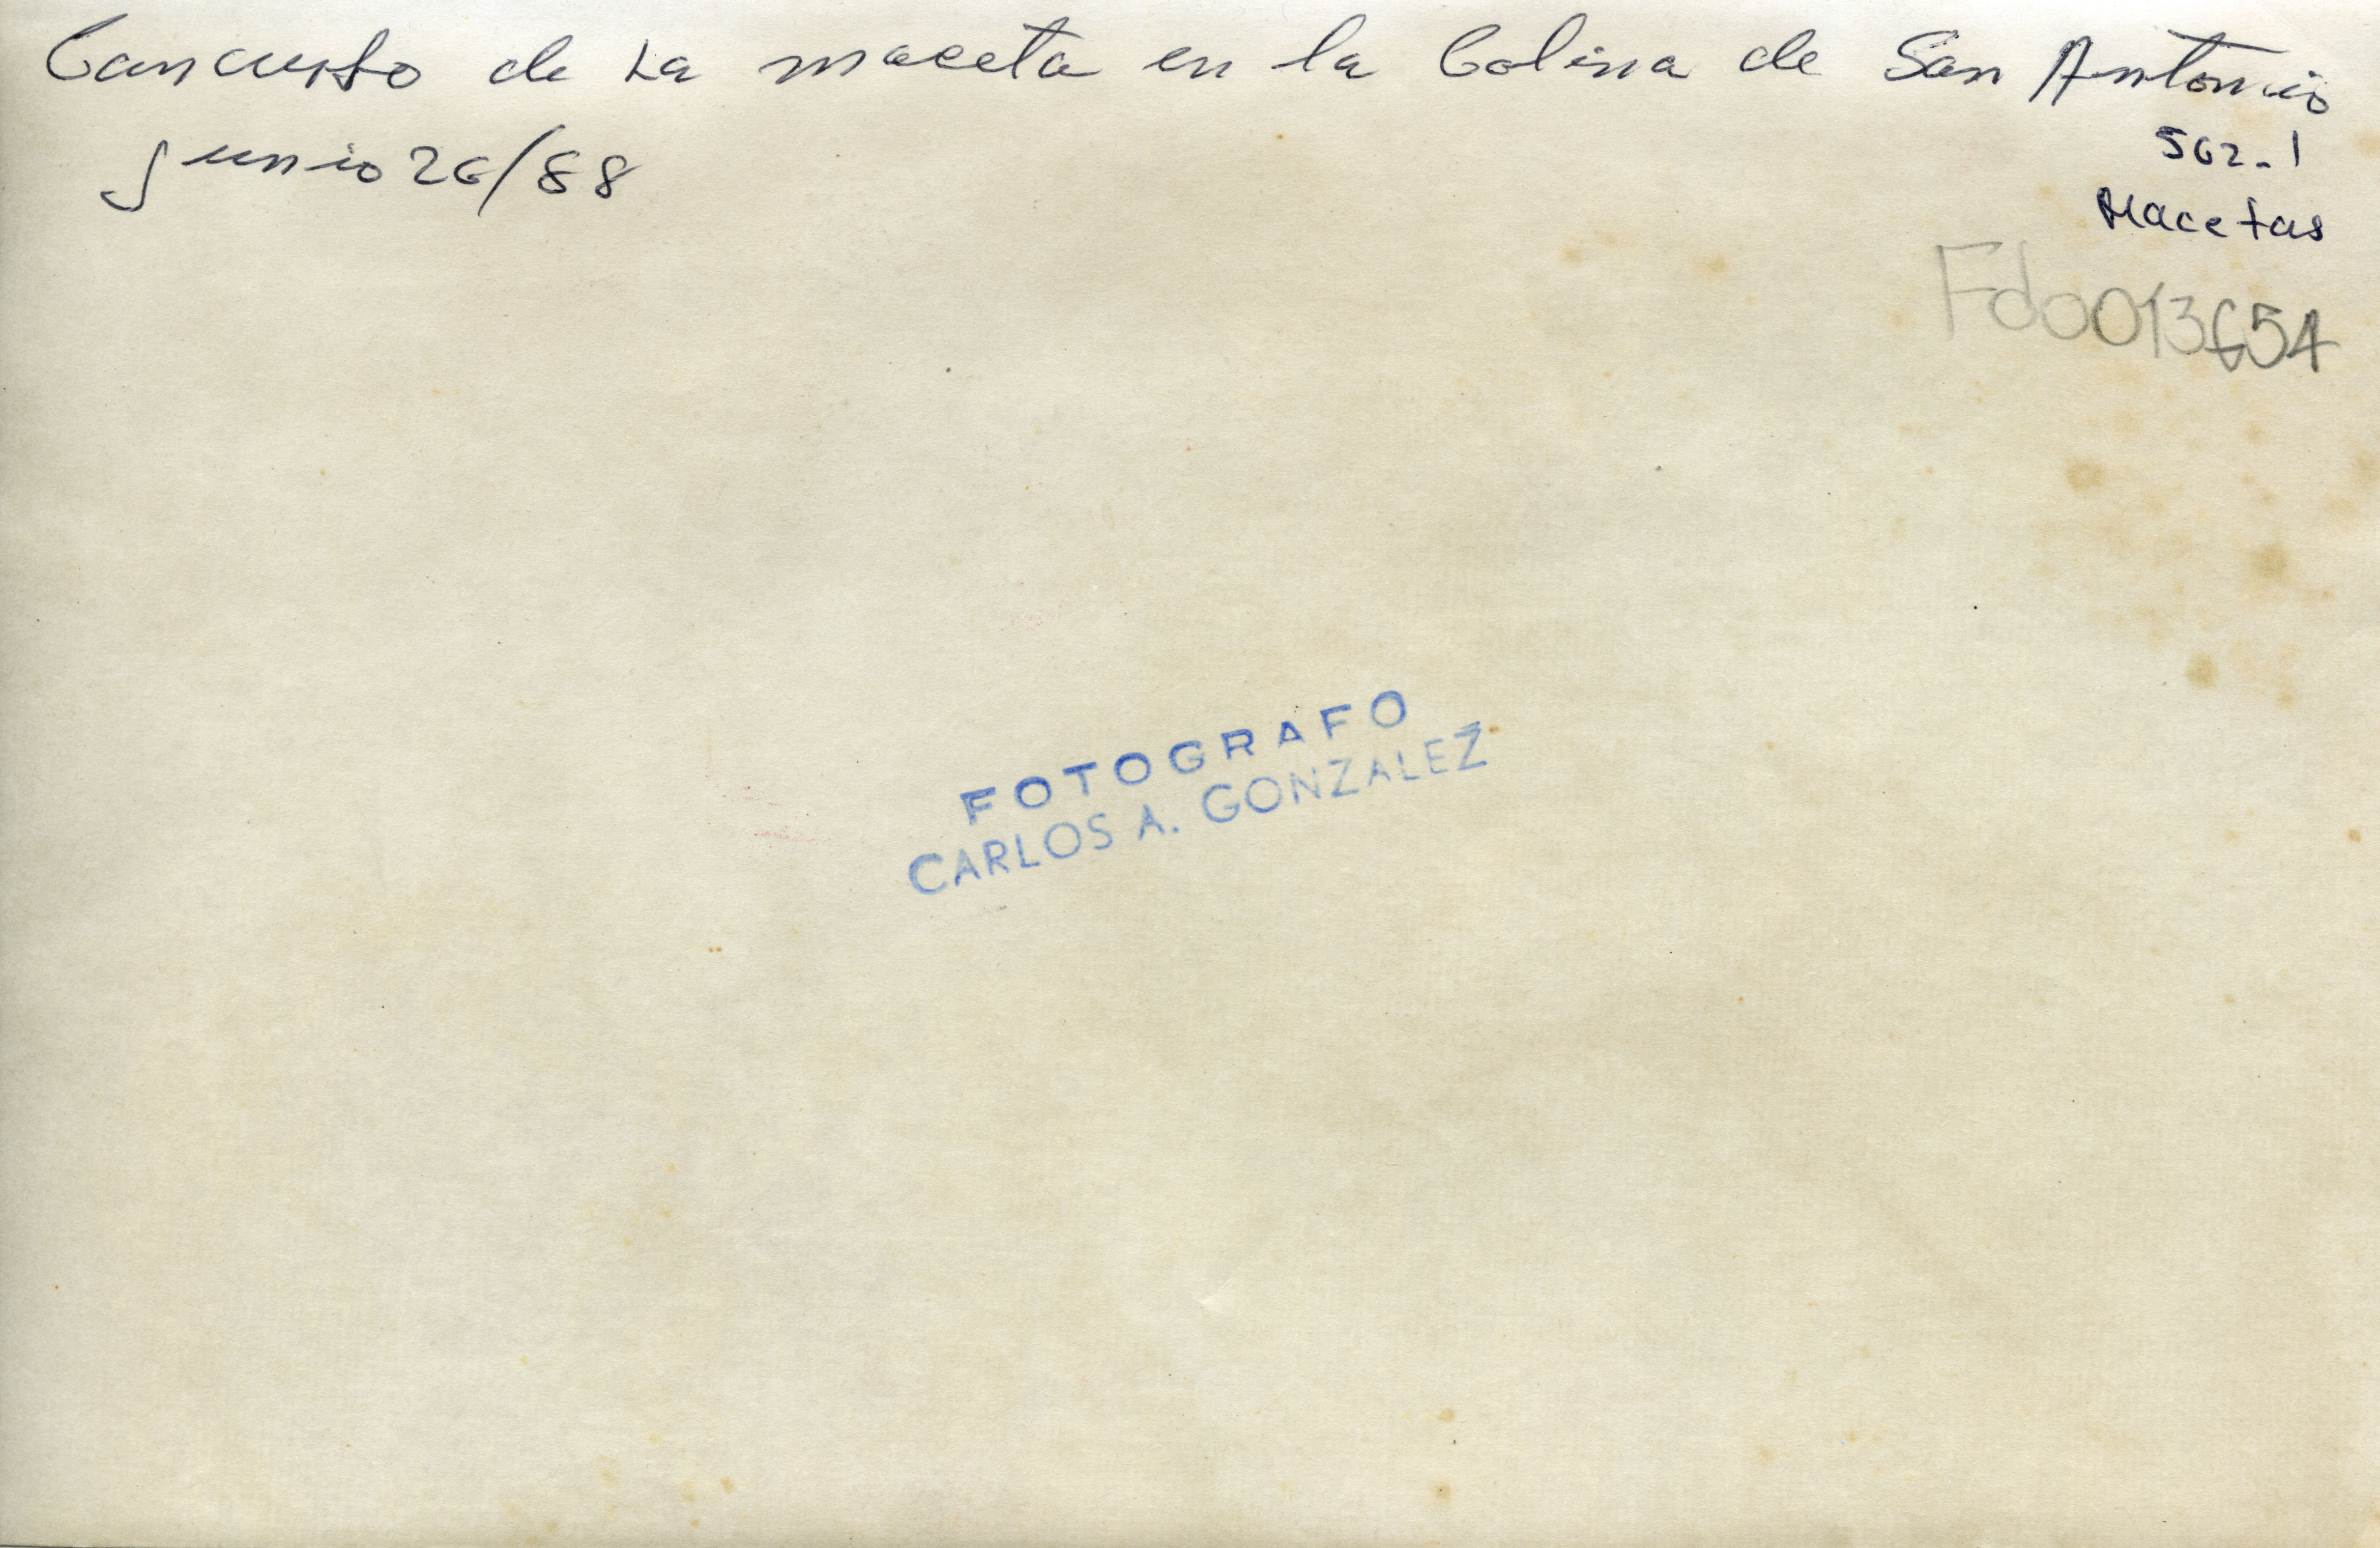 Concurso de La maceta en la Colina de San Antonio
junio 26/88
562-1
Macetas
Fdo013654
FOTOGRAFO
CARLOS A. GONZALEZ